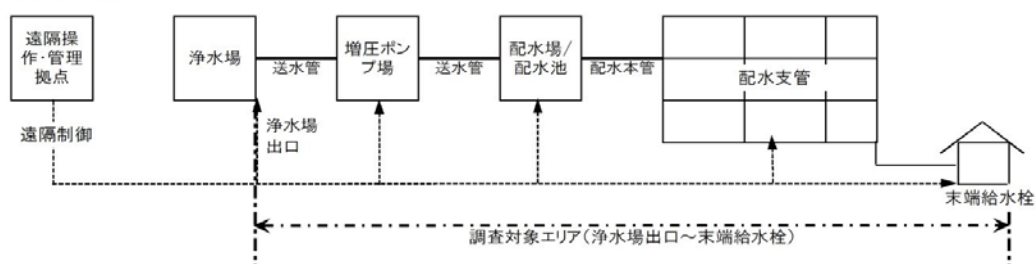 遠隔操
作・管理
拠点
浄水場
増圧ポン
プ場
配水場/
配水池
送水管
送水管
配水本管
配水支管
遠隔制御
浄水場
出口
末端給水栓
調査対象エリア(浄水場出口~末端給水栓)